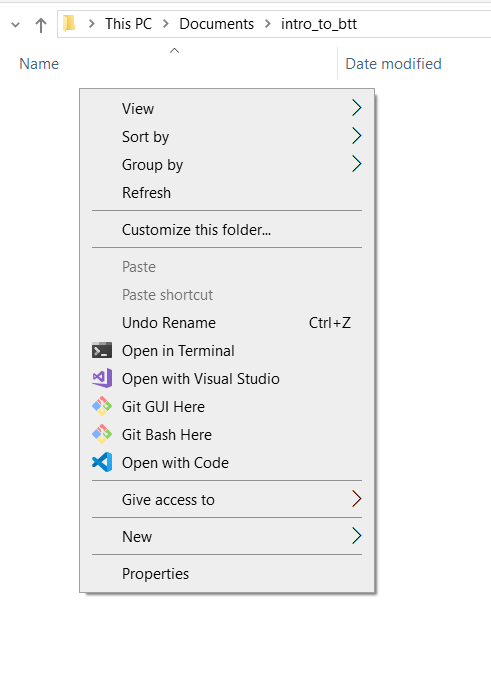 This PC > Documents > intro_to_btt
Name Date modified
View
Sort by
Group by
Refresh
Customize this folder...
Paste
Paste shortcut
Undo Rename Ctrl+Z
Open in Terminal
Open with Visual Studio
Git GUI Here
Git Bash Here
Open with Code
Give access to
New
Properties